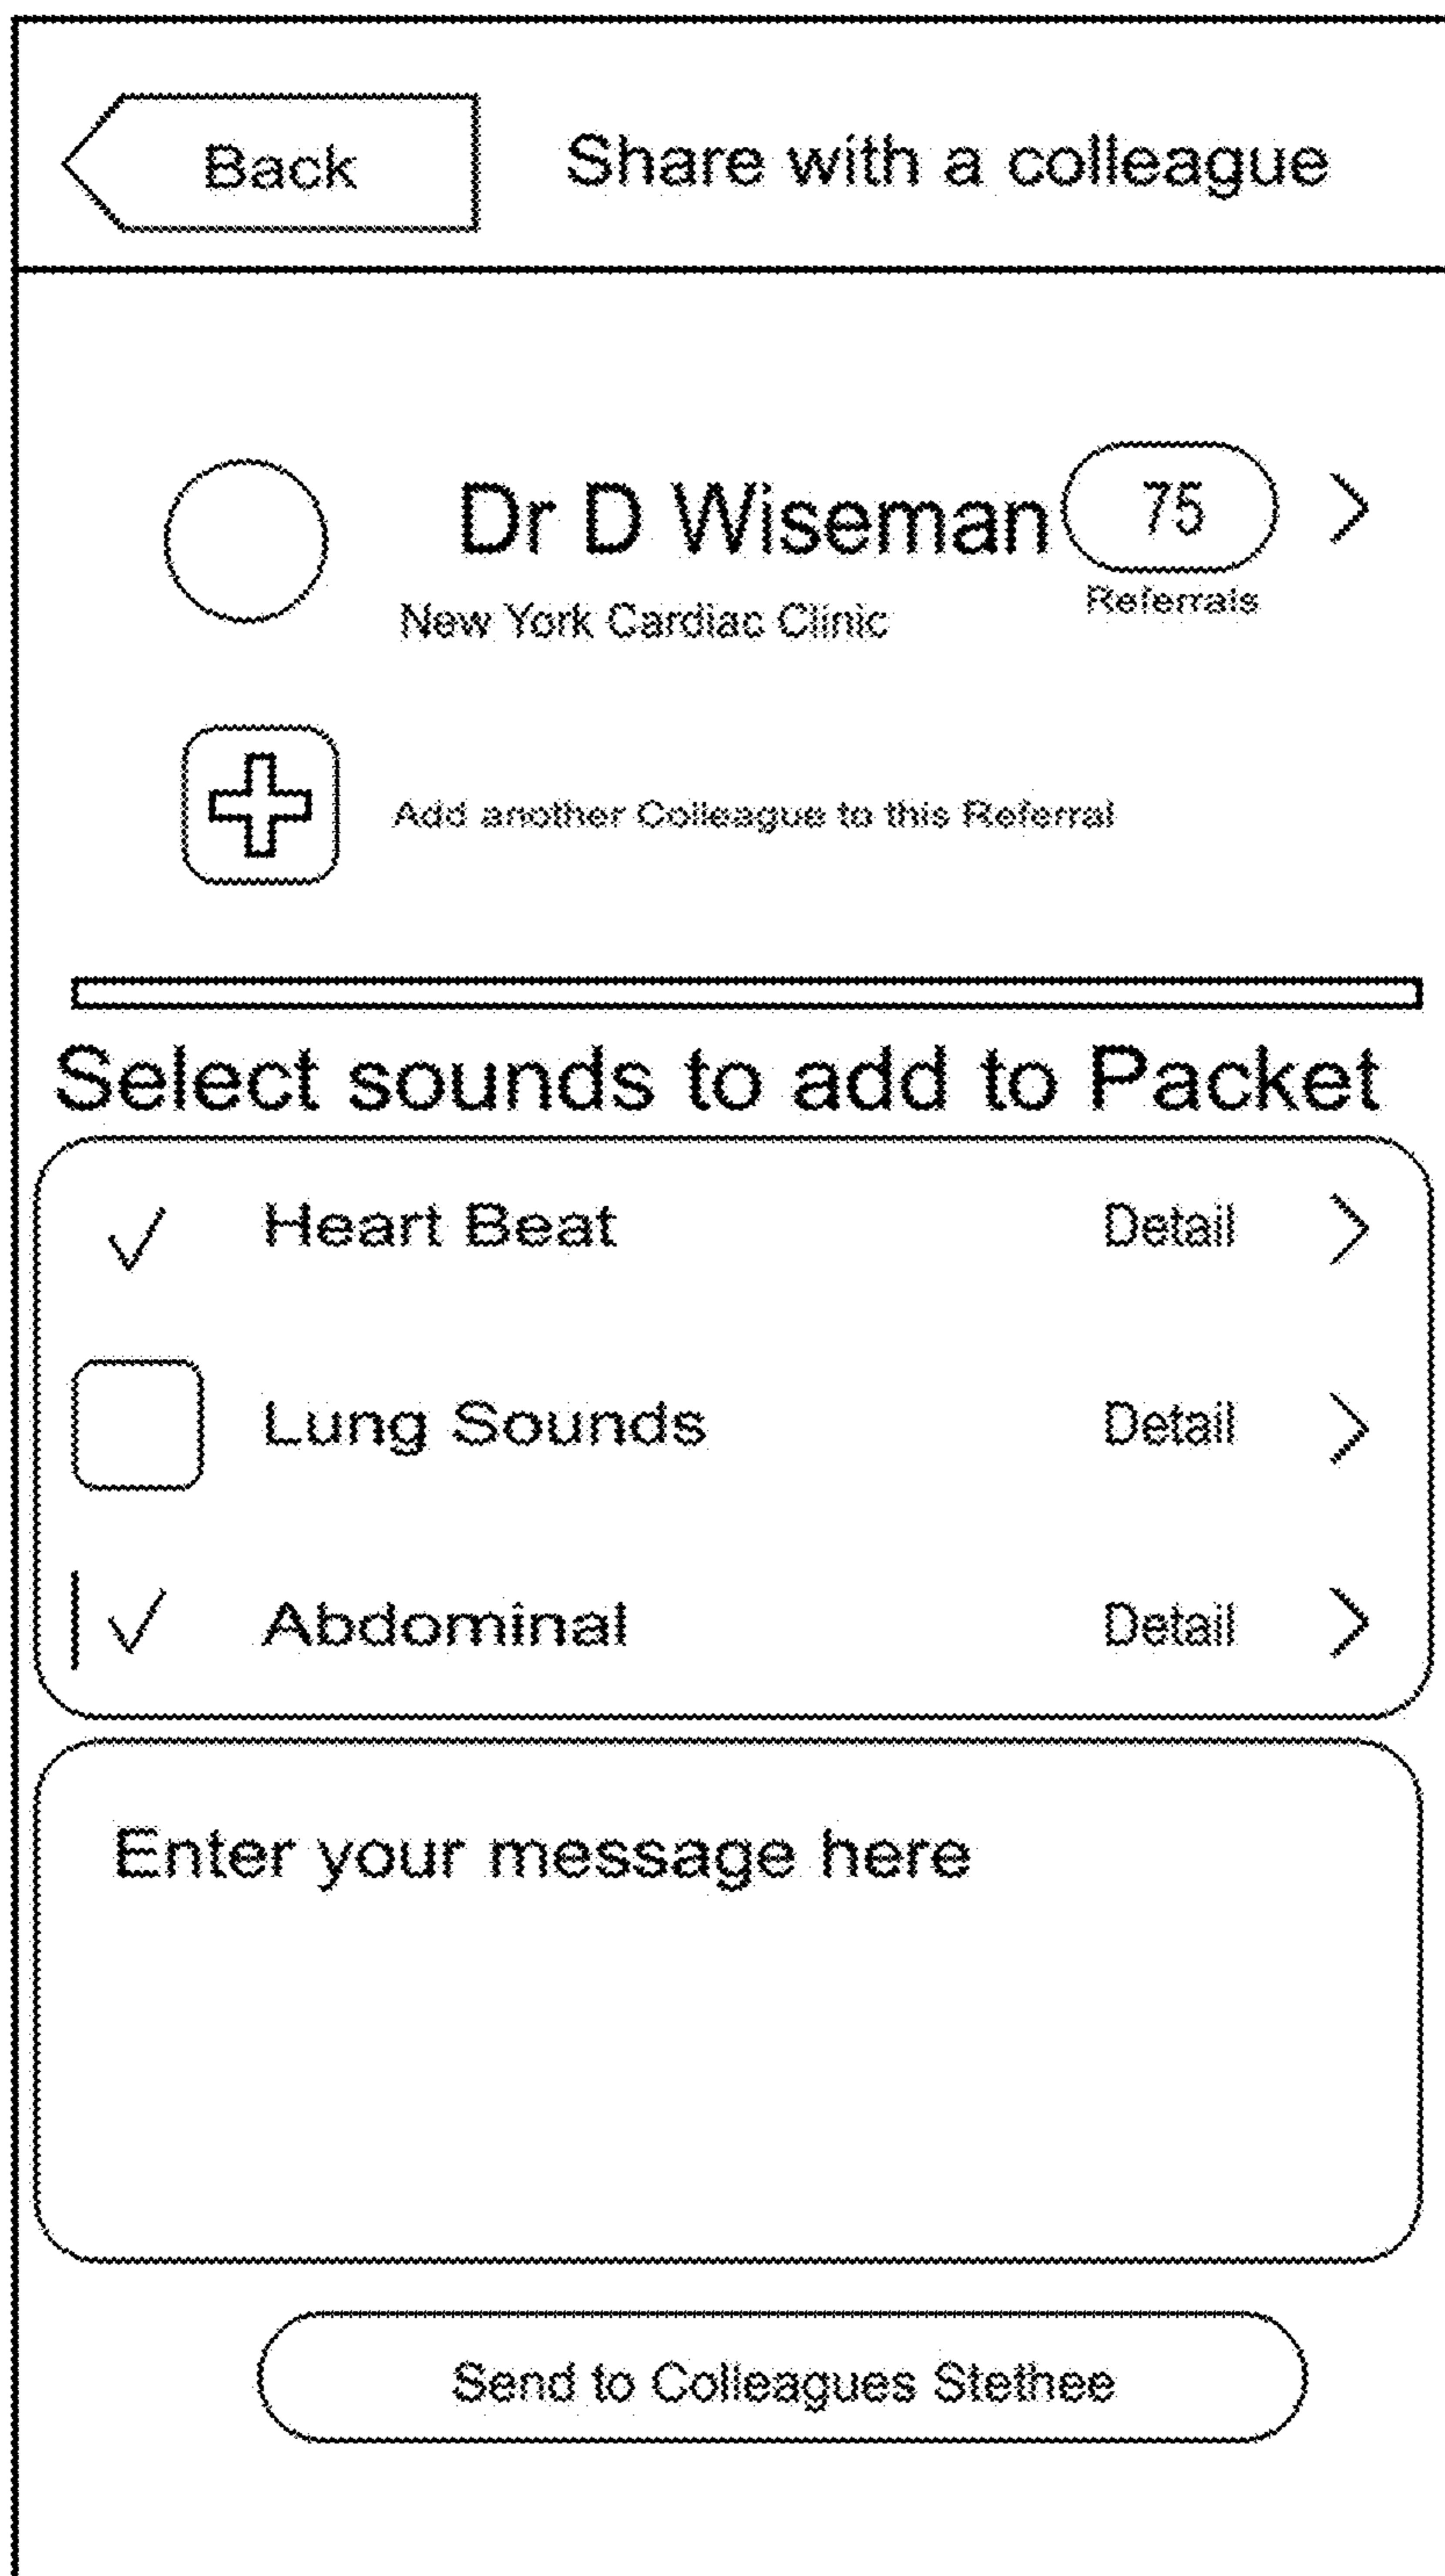 Back
Share with a colleague
Dr D Wiseman
75
Referrals
New York Cardiac Clinic
Add another Colleague to this Referral
Select sounds to add to Packet
Heart Beat Detail
Lung Sounds Detail
Abdominal Detail
Enter your message here
Send to Colleagues Stethee